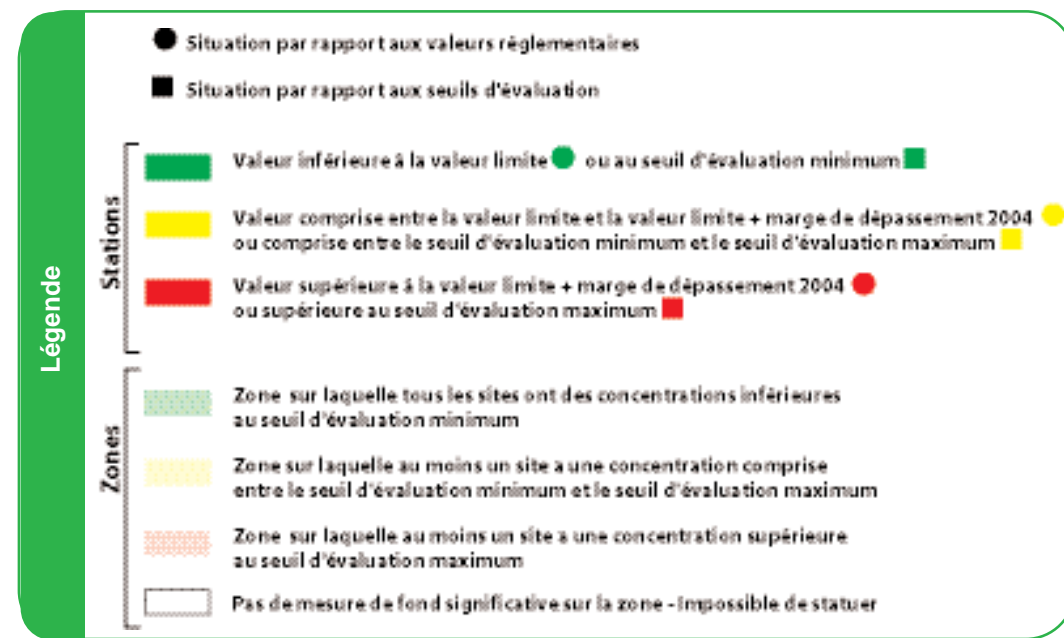 Légende
Situation par rapport aux valeurs réglementaires
Situation par rapport aux seuils d'évaluation
Stations
Valeur inférieure à la valeur limite ou au seuil d'évaluation minimum
Valeur comprise entre la valeur limite et la valeur limite + marge de dépassement 2004
ou comprise entre le seuil d'évaluation minimum et le seuil d'évaluation maximum
Valeur supérieure à la valeur limite + marge de dépassement 2004
ou supérieure au seuil d'évaluation maximum
Zones
Zone sur laquelle tous les sites ont des concentrations inférieures
au seuil d'évaluation minimum
Zone sur laquelle au moins un site a une concentration comprise
entre le seuil d'évaluation minimum et le seuil d'évaluation maximum
Zone sur laquelle au moins un site a une concentration supérieure
au seuil d'évaluation maximum
Pas de mesure de fond significative sur la zone - Impossible de statuer